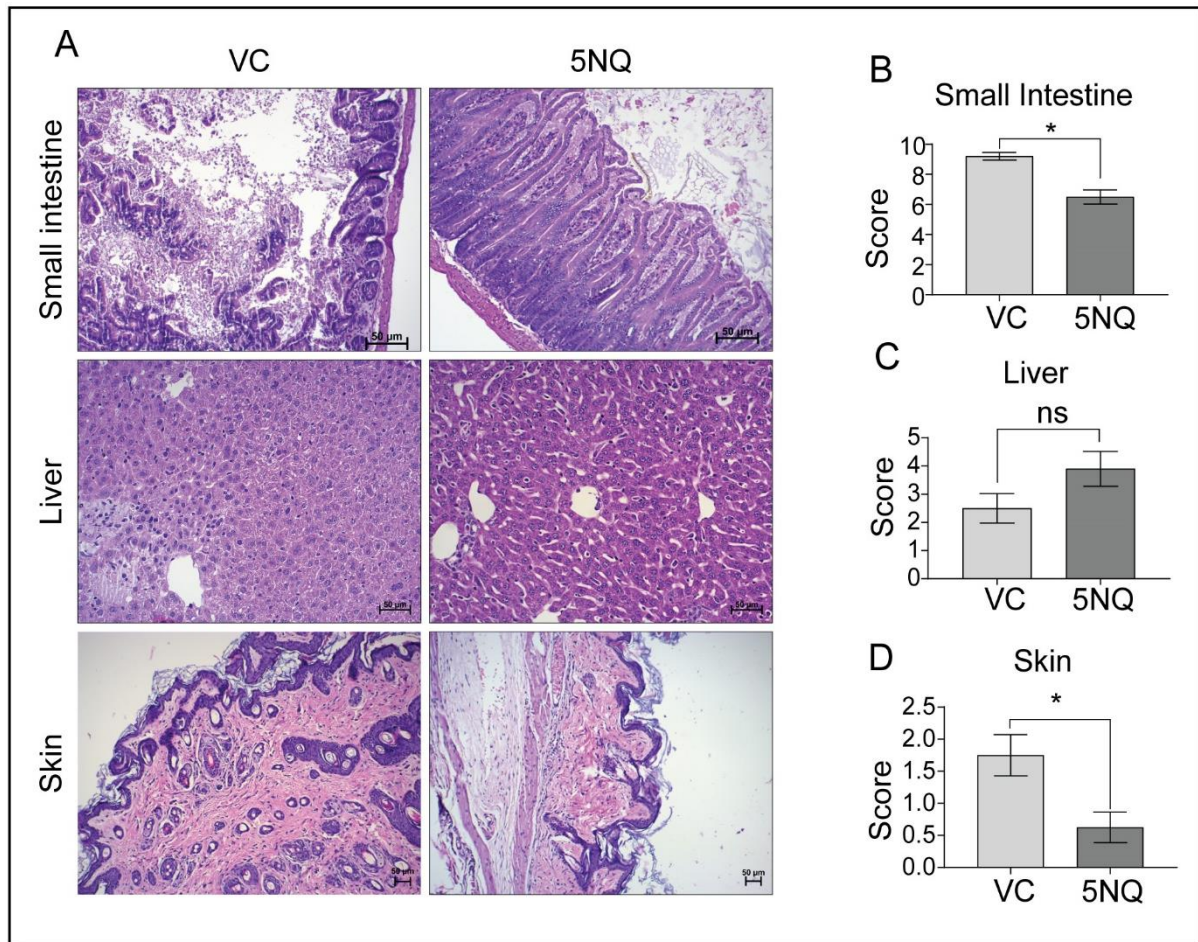 A
VC
5NQ
Small intestine
50 µm
50 µm
Liver
50 µm
50 µm
Skin
50 µm
50 µm
B
Small Intestine
*
Score
10
8
6
4
2
0
VC
5NQ
C
Liver
ns
Score
5
4
3
2
1
0
VC
5NQ
D
Skin
*
Score
2.5
2.0
1.5
1.0
0.5
0.0
VC
5NQ